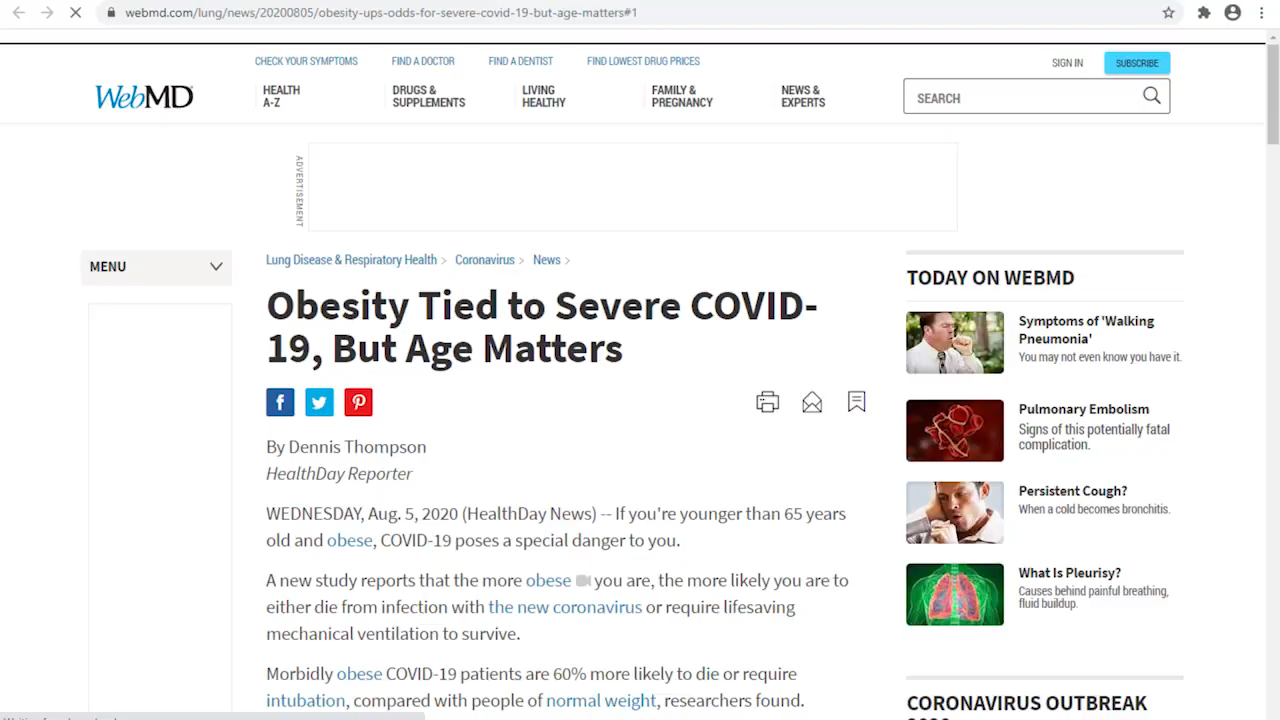 webmd.com/lung/news/20200805/obesity-ups-odds-for-severe-covid-19-but-age-matters#1
CHECK YOUR SYMPTOMS
FIND A DOCTOR
FIND A DENTIST
FIND LOWEST DRUG PRICES
SIGN IN
SUBSCRIBE
WebMD
HEALTH
A-Z
DRUGS &
SUPPLEMENTS
LIVING
HEALTHY
FAMILY &
PREGNANCY
NEWS &
EXPERTS
SEARCH
ADVERTISEMENT
MENU
Lung Disease & Respiratory Health > Coronavirus > News >
Obesity Tied to Severe COVID-
19, But Age Matters
By Dennis Thompson
HealthDay Reporter
WEDNESDAY, Aug. 5, 2020 (HealthDay News) -- If you're younger than 65 years
old and obese, COVID-19 poses a special danger to you.
A new study reports that the more obese you are, the more likely you are to
either die from infection with the new coronavirus or require lifesaving
mechanical ventilation to survive.
Morbidly obese COVID-19 patients are 60% more likely to die or require
intubation, compared with people of normal weight, researchers found.
TODAY ON WEBMD
Symptoms of 'Walking
Pneumonia'
You may not even know you have it.
Pulmonary Embolism
Signs of this potentially fatal
complication.
Persistent Cough?
When a cold becomes bronchitis.
What Is Pleurisy?
Causes behind painful breathing,
fluid buildup.
CORONAVIRUS OUTBREAK